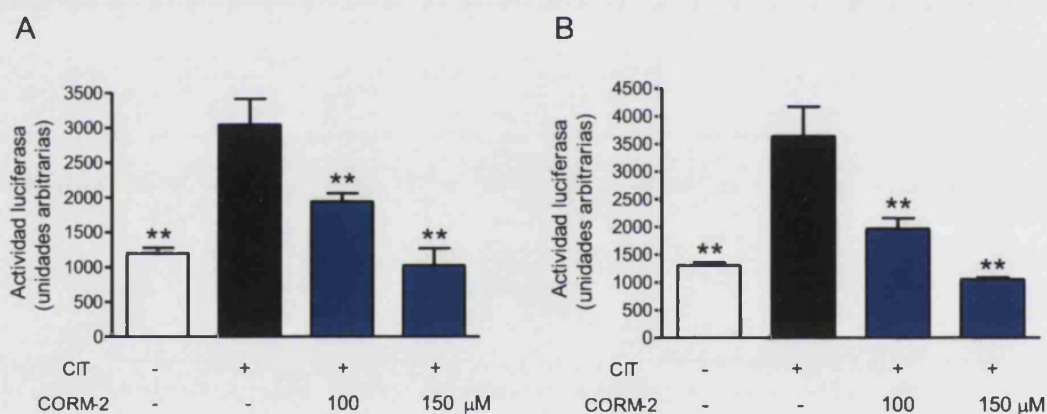 A
Actividad luciferasa
(unidades arbitrarias)
3500
3000
2500
2000
1500
1000
500
0
**
**
**
CIT - + + +
CORM-2 - - 100 150 μM
B
Actividad luciferasa
(unidades arbitrarias)
4500
4000
3500
3000
2500
2000
1500
1000
500
0
**
**
**
CIT - + + +
CORM-2 - - 100 150 μM